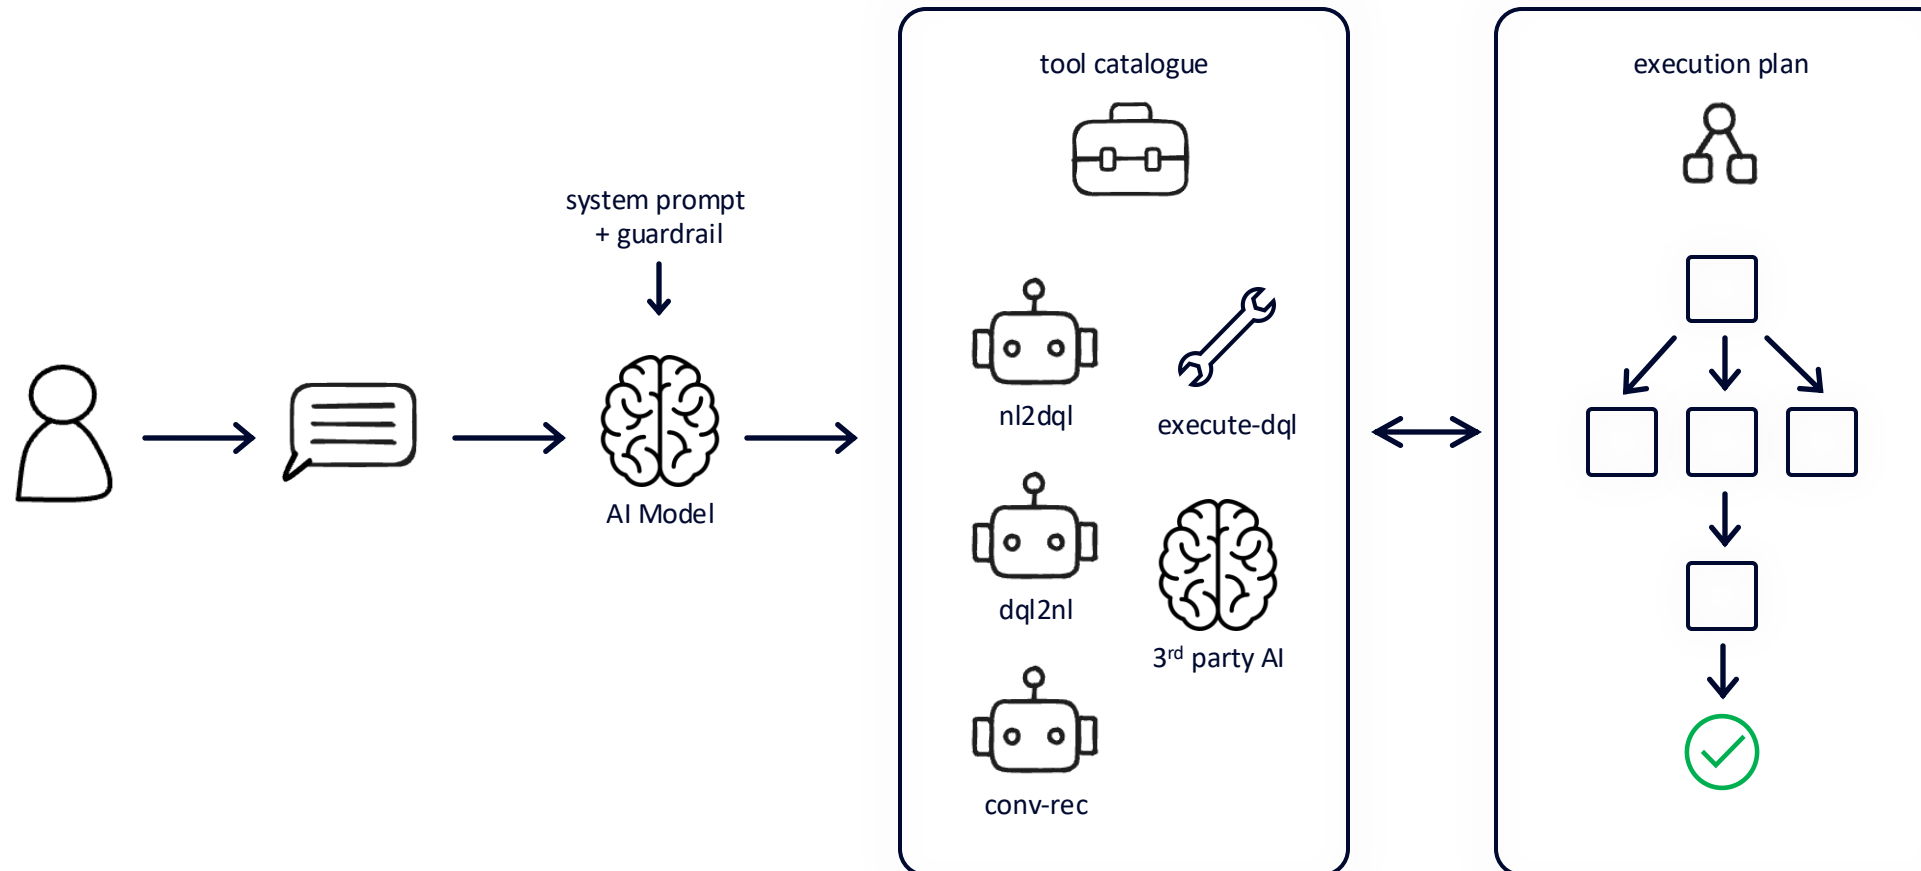 tool catalogue
execution plan
system prompt
+ guardrail
nl2dql
execute-dql
AI Model
dql2nl
3rd party AI
conv-rec